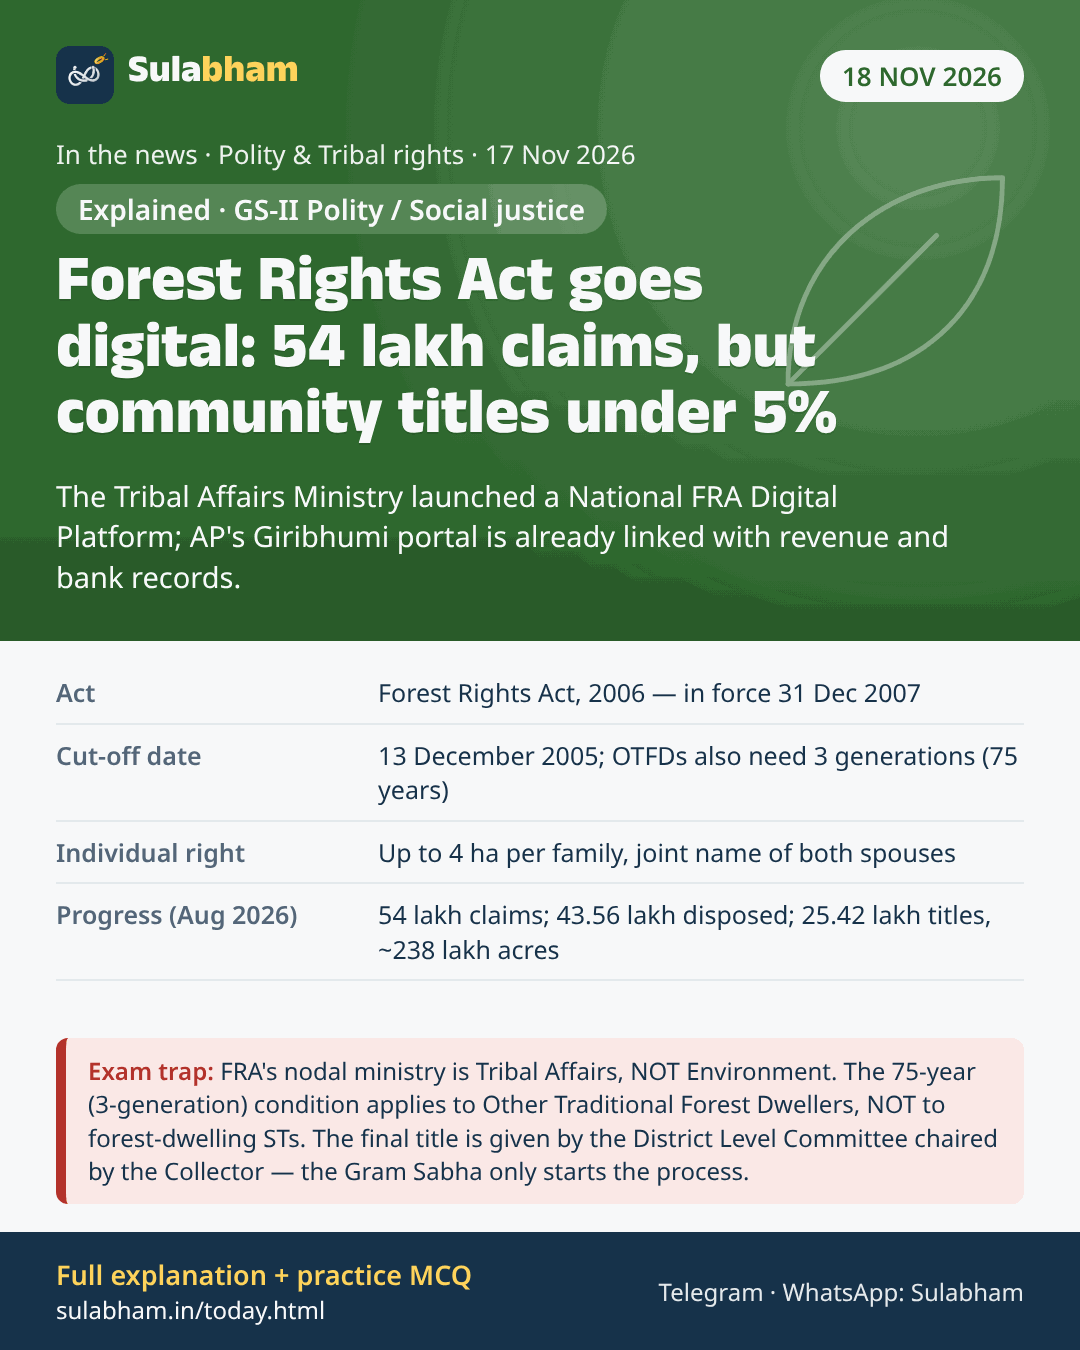 Sulabham
18 NOV 2026
In the news · Polity & Tribal rights · 17 Nov 2026
Explained · GS-II Polity / Social justice
Forest Rights Act goes
digital: 54 lakh claims, but
community titles under 5%
The Tribal Affairs Ministry launched a National FRA Digital
Platform; AP's Giribhumi portal is already linked with revenue and
bank records.
Act
Forest Rights Act, 2006 — in force 31 Dec 2007
Cut-off date
13 December 2005; OTFDs also need 3 generations (75
years)
Individual right
Up to 4 ha per family, joint name of both spouses
Progress (Aug 2026)
54 lakh claims; 43.56 lakh disposed; 25.42 lakh titles,
~238 lakh acres
Exam trap: FRA's nodal ministry is Tribal Affairs, NOT Environment. The 75-year
(3-generation) condition applies to Other Traditional Forest Dwellers, NOT to
forest-dwelling STs. The final title is given by the District Level Committee chaired
by the Collector — the Gram Sabha only starts the process.
Full explanation + practice MCQ
sulabham.in/today.html
Telegram · WhatsApp: Sulabham